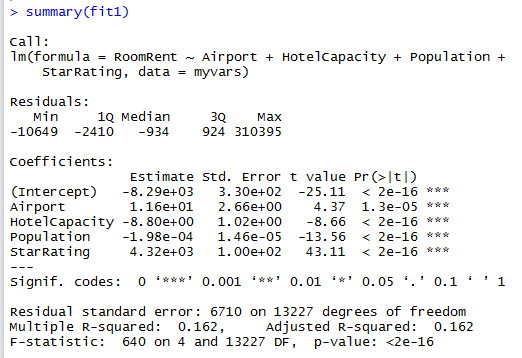 > summary(fit1)
Call:
lm(formula = RoomRent ~ Airport + HotelCapacity + Population +
    StarRating, data = myvars)
Residuals:
   Min     1Q Median     3Q    Max
-10649  -2410   -934    924 310395
Coefficients:
               Estimate Std. Error t value Pr(>|t|)
(Intercept)   -8.29e+03   3.30e+02  -25.11  < 2e-16 ***
Airport        1.16e+01   2.66e+00    4.37  1.3e-05 ***
HotelCapacity -8.80e+00   1.02e+00   -8.66  < 2e-16 ***
Population    -1.98e-04   1.46e-05  -13.56  < 2e-16 ***
StarRating     4.32e+03   1.00e+02   43.11  < 2e-16 ***
---
Signif. codes:  0 ‘***’ 0.001 ‘**’ 0.01 ‘*’ 0.05 ‘.’ 0.1 ‘ ’ 1
Residual standard error: 6710 on 13227 degrees of freedom
Multiple R-squared:  0.162,	Adjusted R-squared:  0.162
F-statistic:  640 on 4 and 13227 DF,  p-value: <2e-16